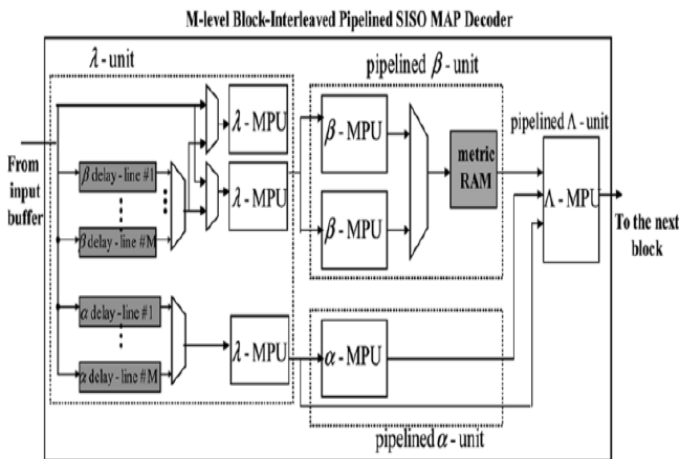 M-level Block-Interleaved Pipelined SISO MAP Decoder
λ-unit
pipelined β-unit
pipelined Λ-unit
λ-MPU
λ-MPU
β-MPU
β-MPU
metric
RAM
Λ-MPU
From
input
buffer
β delay-line #1
β delay-line #M
To the next
block
α delay-line #1
α delay-line #M
λ-MPU
α-MPU
pipelined α-unit